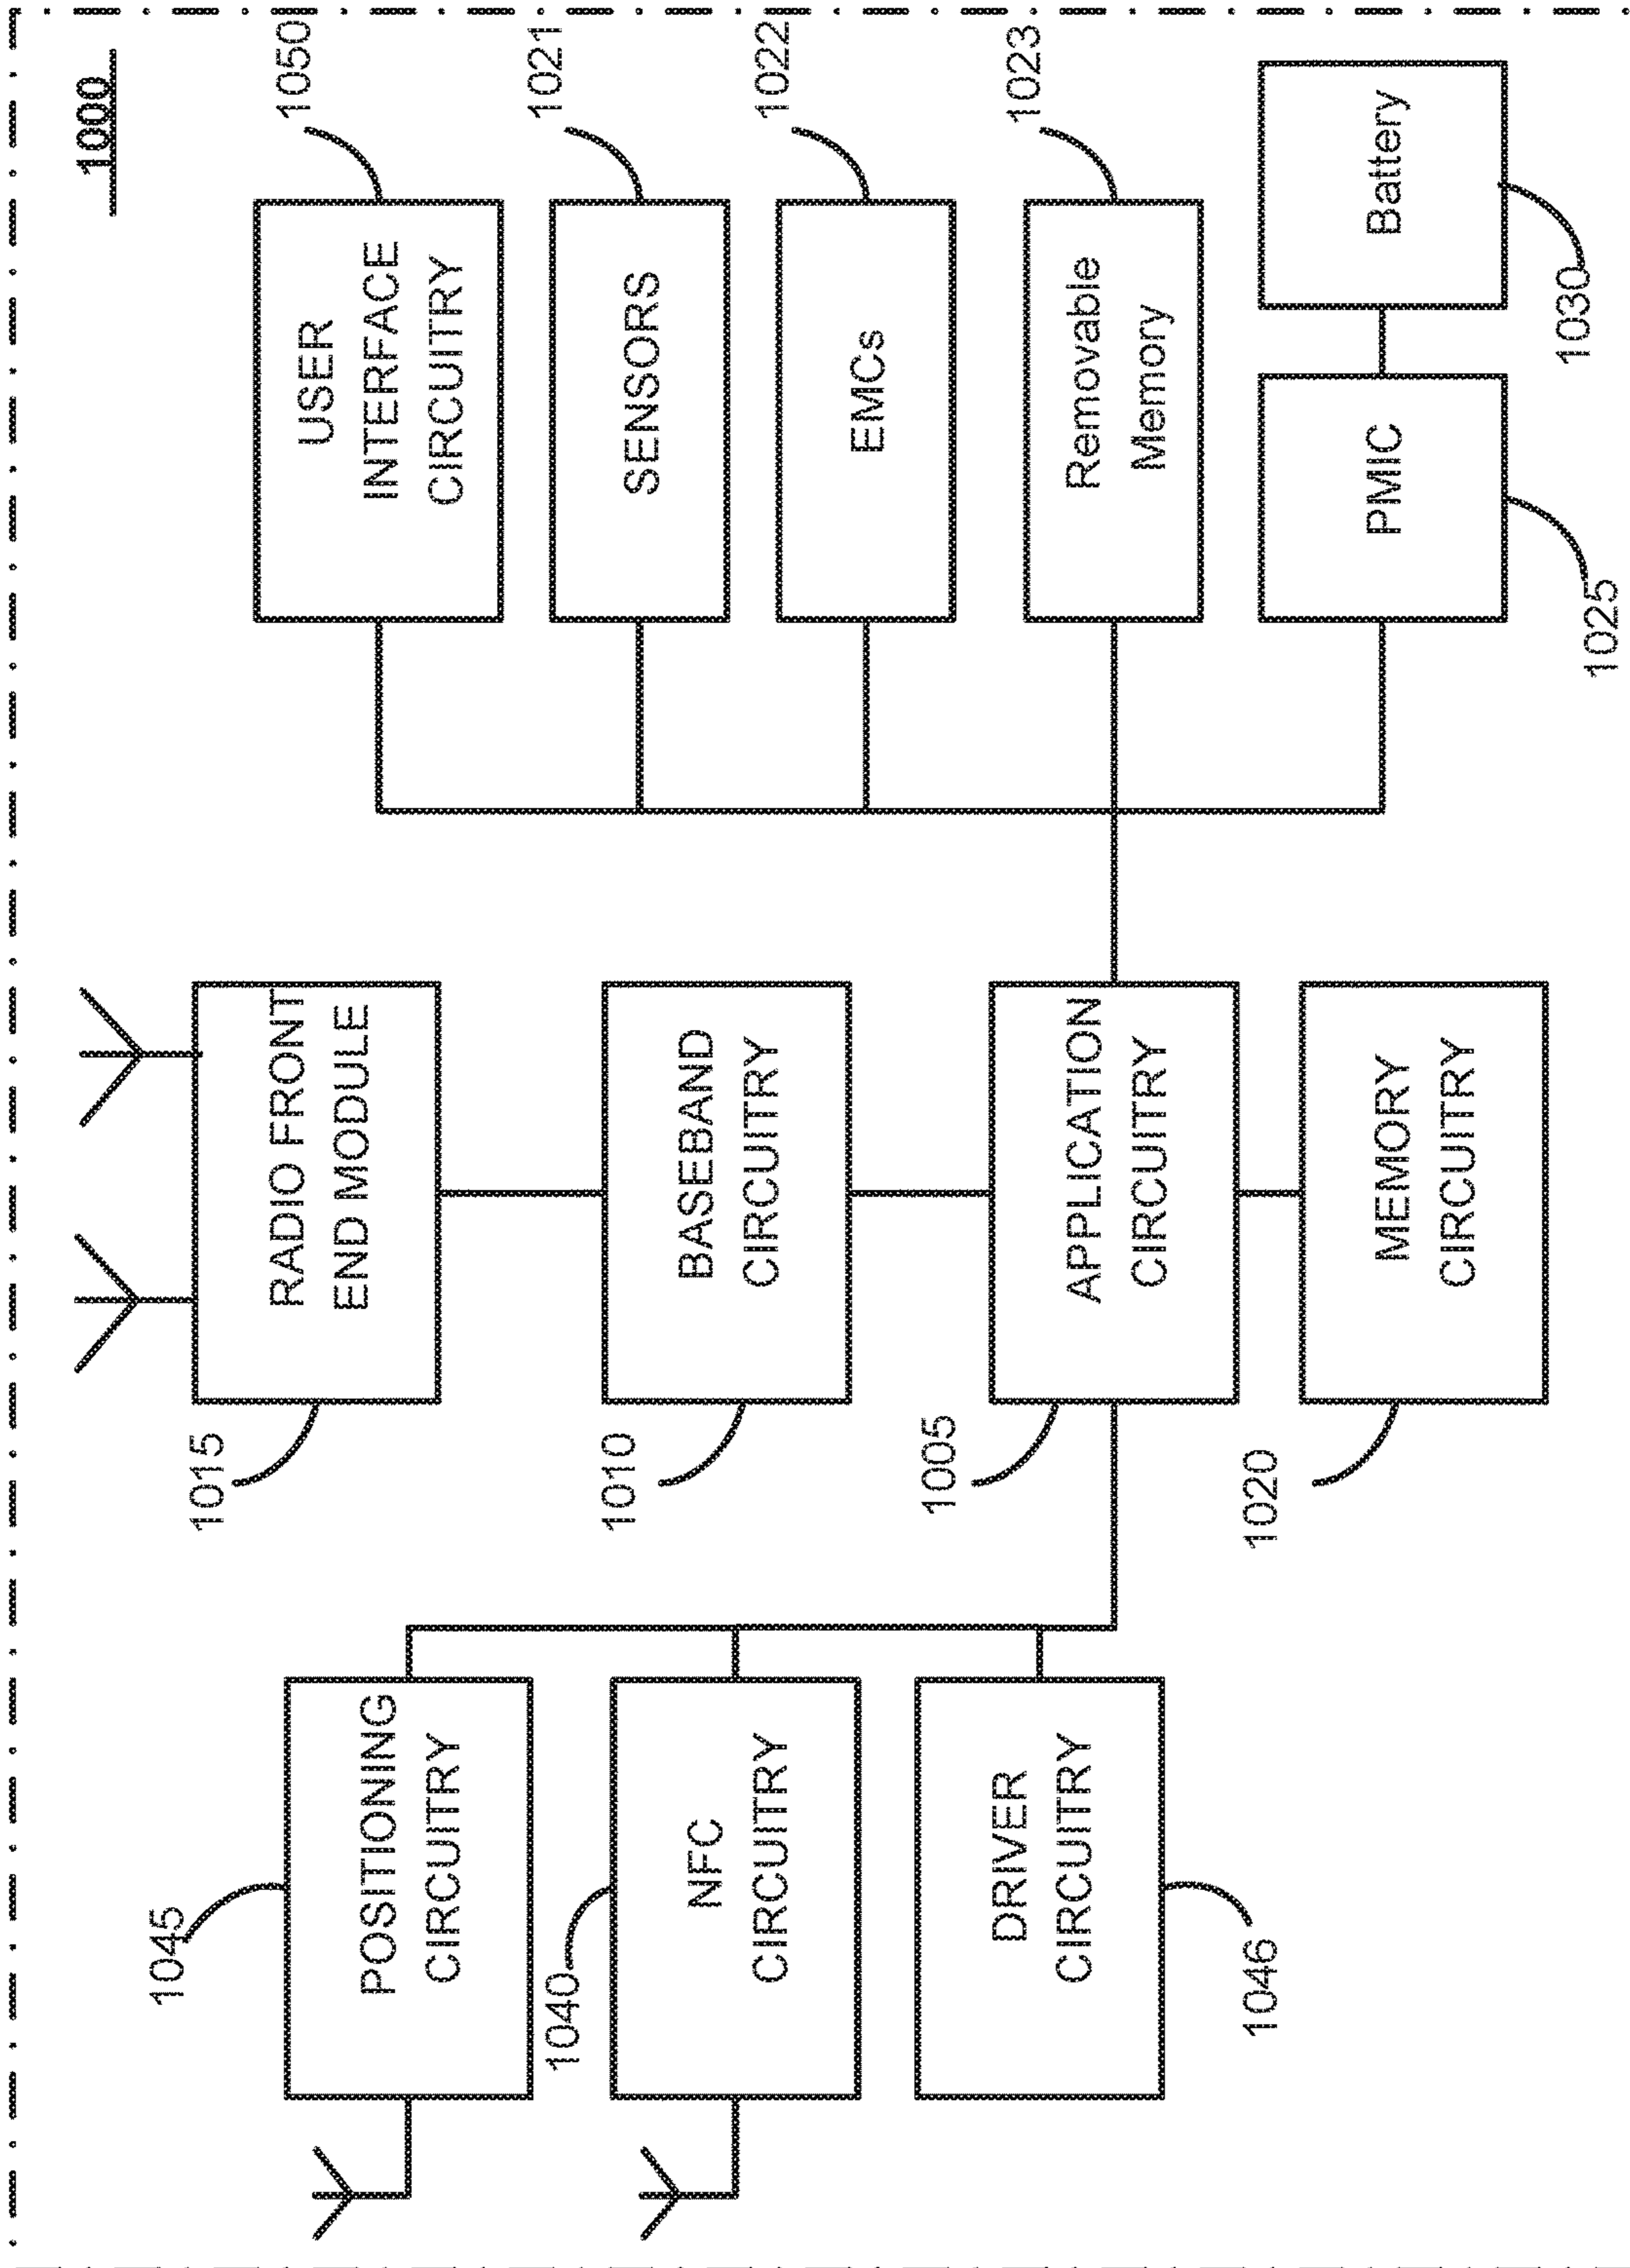 1000
1045
POSITIONING
CIRCUITRY
1040
NFC
CIRCUITRY
DRIVER
CIRCUITRY
1046
1015
RADIO FRONT
END MODULE
1010
BASEBAND
CIRCUITRY
1005
APPLICATION
CIRCUITRY
1020
MEMORY
CIRCUITRY
USER
INTERFACE
CIRCUITRY
1050
SENSORS
1021
EMCs
1022
Removable
Memory
1023
PMIC
1025
Battery
1030